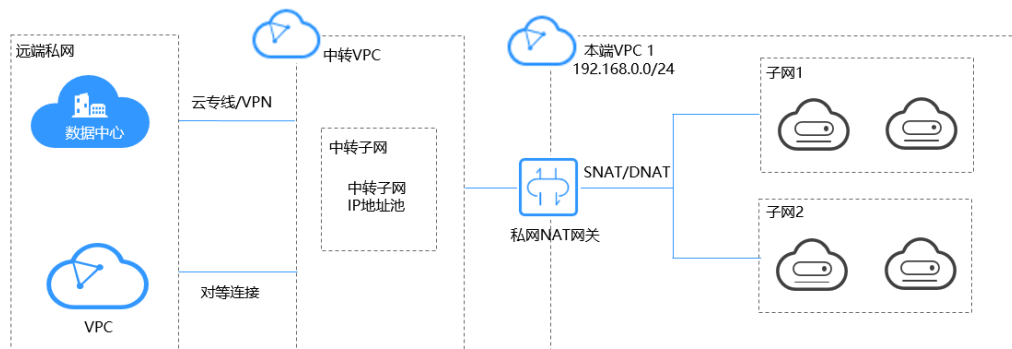 远端私网
数据中心
云专线/VPN
VPC
对等连接
中转VPC
中转子网
中转子网
IP地址池
本端VPC 1
192.168.0.0/24
私网NAT网关
SNAT/DNAT
子网1
子网2